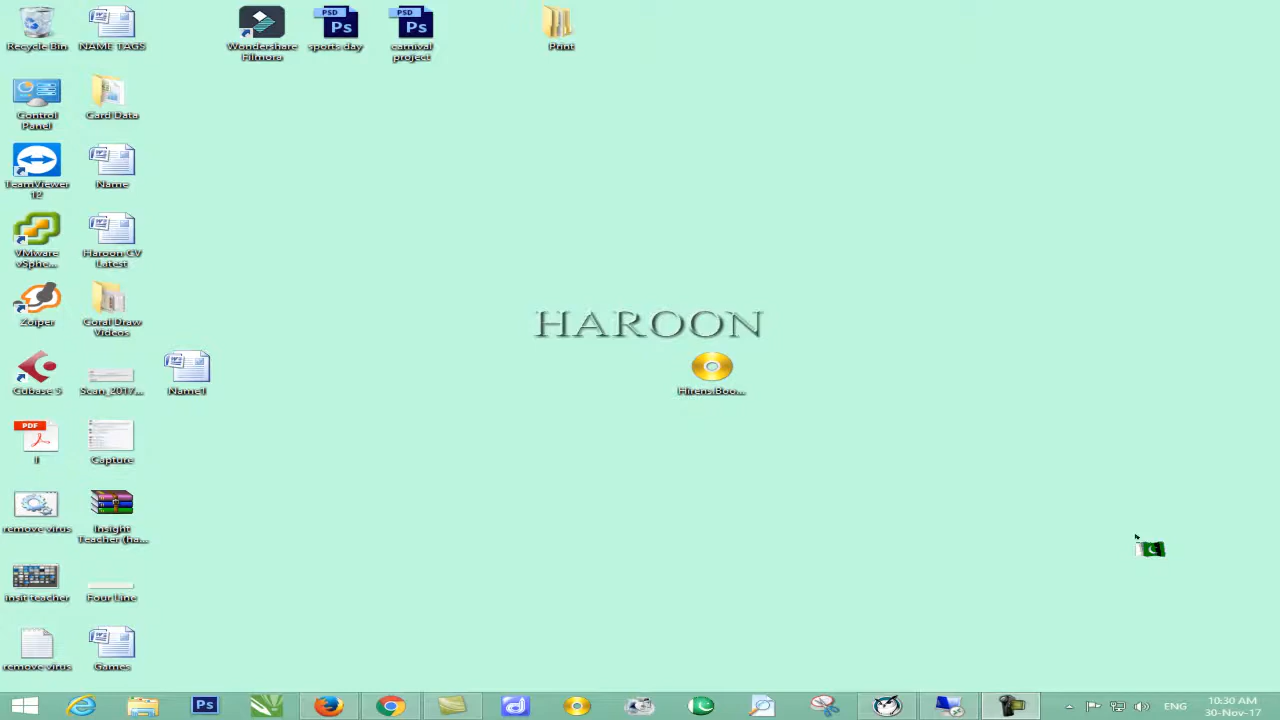 Recycle Bin
NAME TAGS
Wondershare
Filmora
PSD
Ps
sports day
PSD
Ps
carnival
project
Print
Control
Panel
Card Data
TeamViewer
12
Name
VMware
vSphe...
Haroon CV
Latest
Zoiper
Coral Draw
Videos
HAROON
Cubase 5
Scan_2017...
Name1
Hirens.Boo...
PDF
1
Capture
remove virus
Insight
Teacher (ha...
insit teacher
Four Line
remove virus
Games
Ps
ENG
10:30 AM
30-Nov-17